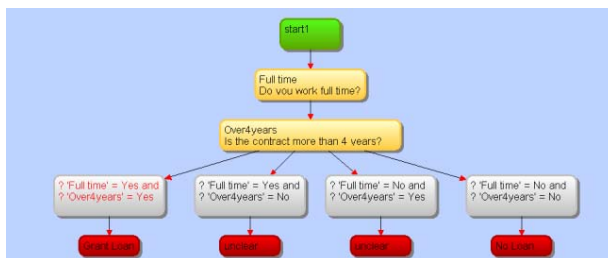 start1
Full time
Do you work full time?
Over4years
Is the contract more than 4 years?
? 'Full time' = Yes and
? 'Over4years' = Yes
? 'Full time' = Yes and
? 'Over4years' = No
? 'Full time' = No and
? 'Over4years' = Yes
? 'Full time' = No and
? 'Over4years' = No
Grant Loan
unclear
unclear
No Loan